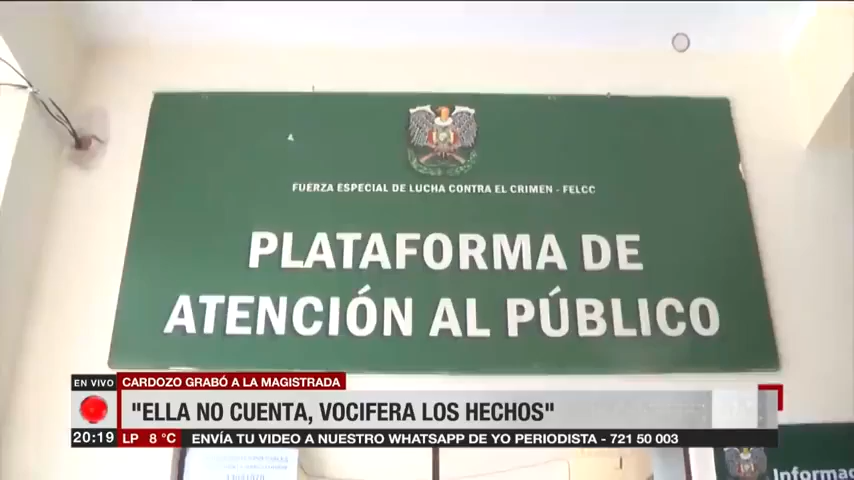 FUERZA ESPECIAL DE LUCHA CONTRA EL CRIMEN - FELCC
PLATAFORMA DE
ATENCIÓN AL PÚBLICO
EN VIVO
CARDOZO GRABÓ A LA MAGISTRADA
"ELLA NO CUENTA, VOCIFERA LOS HECHOS"
20:19 LP 8 °C ENVÍA TU VIDEO A NUESTRO WHATSAPP DE YO PERIODISTA - 721 50 003